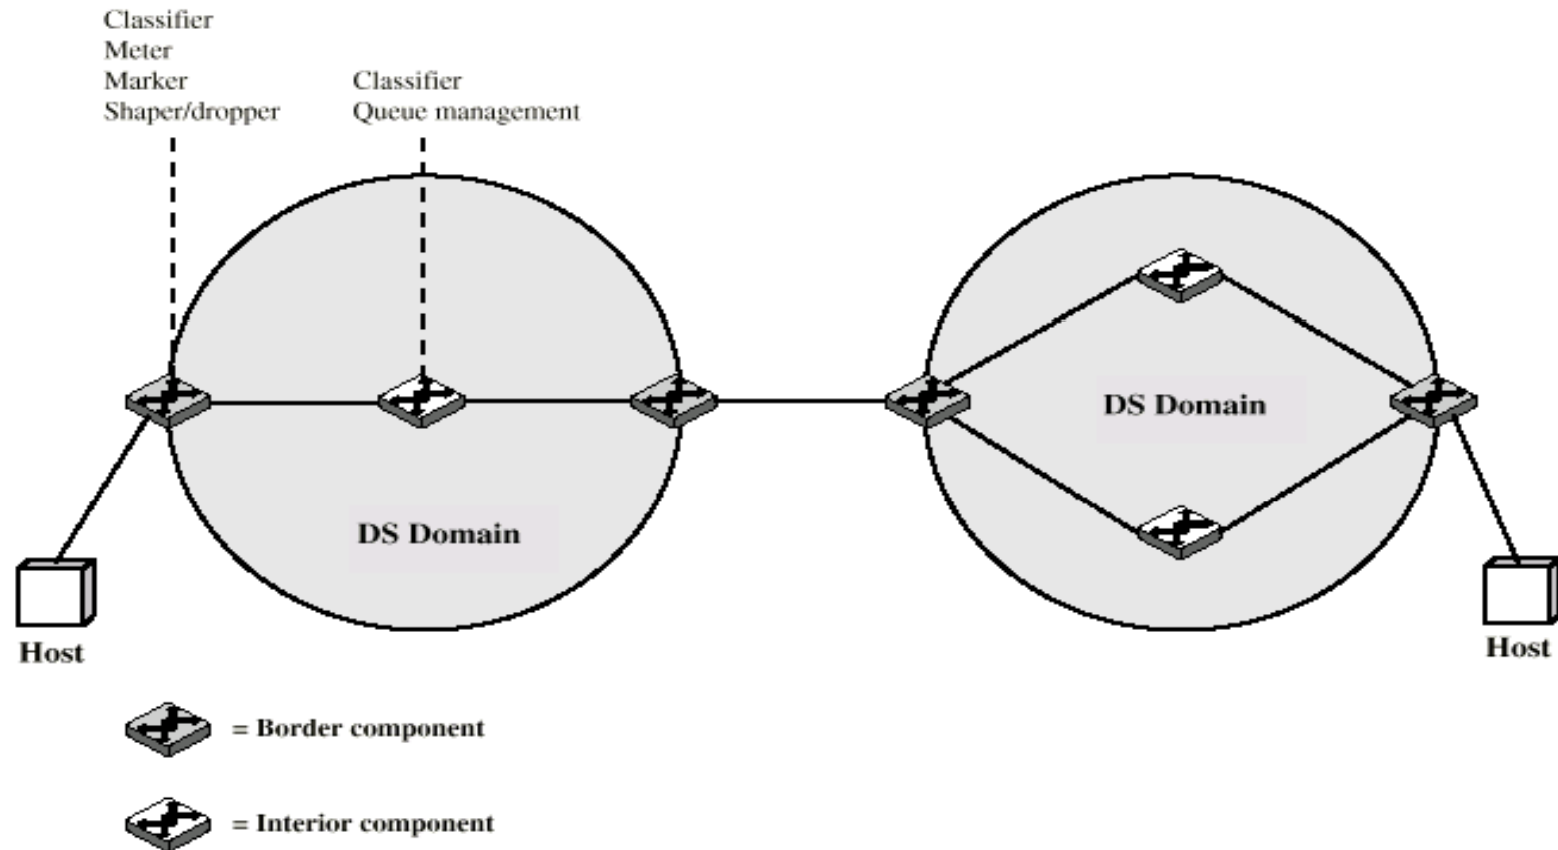 Classifier
Meter
Marker
Shaper/dropper
Classifier
Queue management
DS Domain
DS Domain
Host
Host
= Border component
= Interior component